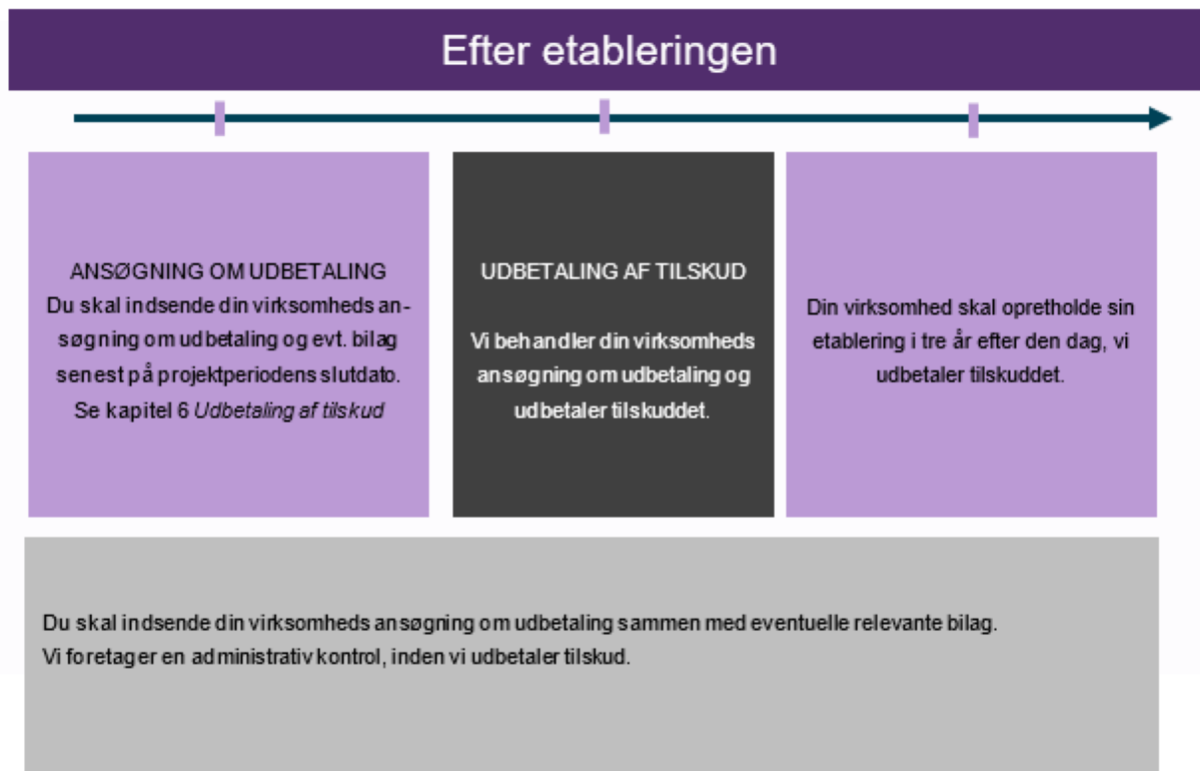 Efter etableringen
ANSØGNING OM UDBETALING
Du skal indsende din virksomheds an-
søgning om udbetaling og evt. bilag
senest på projektperiodens slutdato.
Se kapitel 6 Udbetaling af tilskud
UDBETALING AF TILSKUD
Vi behandler din virksomheds
ansøgning om udbetaling og
udbetaler tilskuddet.
Din virksomhed skal opretholde sin
etablering i tre år efter den dag, vi
udbetaler tilskuddet.
Du skal indsende din virksomheds ansøgning om udbetaling sammen med eventuelle relevante bilag.
Vi foretager en administrativ kontrol, inden vi udbetaler tilskud.